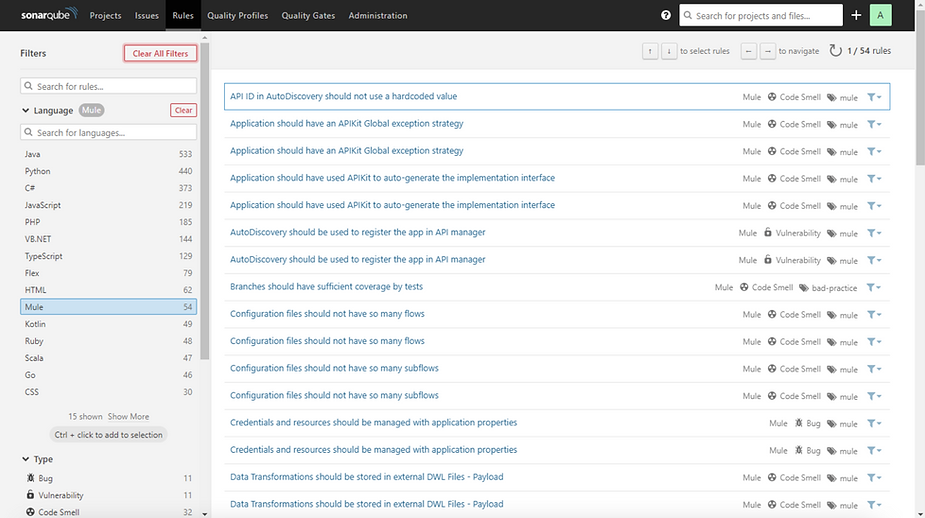 sonarqube Projects Issues Rules Quality Profiles Quality Gates Administration ? Search for projects and files... + A
Filters Clear All Filters
↑ ↓ to select rules ← → to navigate 1 / 54 rules
Search for rules...
Language Mule Clear
Search for languages...
Java 533
Python 440
C# 373
JavaScript 219
PHP 185
VB.NET 144
TypeScript 129
Flex 79
HTML 62
Mule 54
Kotlin 49
Ruby 48
Scala 47
Go 46
CSS 30
15 shown Show More
Ctrl + click to add to selection
Type
Bug 11
Vulnerability 11
Code Smell 32
API ID in AutoDiscovery should not use a hardcoded value Mule Code Smell mule
Application should have an APIKit Global exception strategy Mule Code Smell mule
Application should have an APIKit Global exception strategy Mule Code Smell mule
Application should have used APIKit to auto-generate the implementation interface Mule Code Smell mule
Application should have used APIKit to auto-generate the implementation interface Mule Code Smell mule
AutoDiscovery should be used to register the app in API manager Mule Vulnerability mule
AutoDiscovery should be used to register the app in API manager Mule Vulnerability mule
Branches should have sufficient coverage by tests Mule Code Smell bad-practice
Configuration files should not have so many flows Mule Code Smell mule
Configuration files should not have so many flows Mule Code Smell mule
Configuration files should not have so many subflows Mule Code Smell mule
Configuration files should not have so many subflows Mule Code Smell mule
Credentials and resources should be managed with application properties Mule Bug mule
Credentials and resources should be managed with application properties Mule Bug mule
Data Transformations should be stored in external DWL Files - Payload Mule Code Smell mule
Data Transformations should be stored in external DWL Files - Payload Mule Code Smell mule